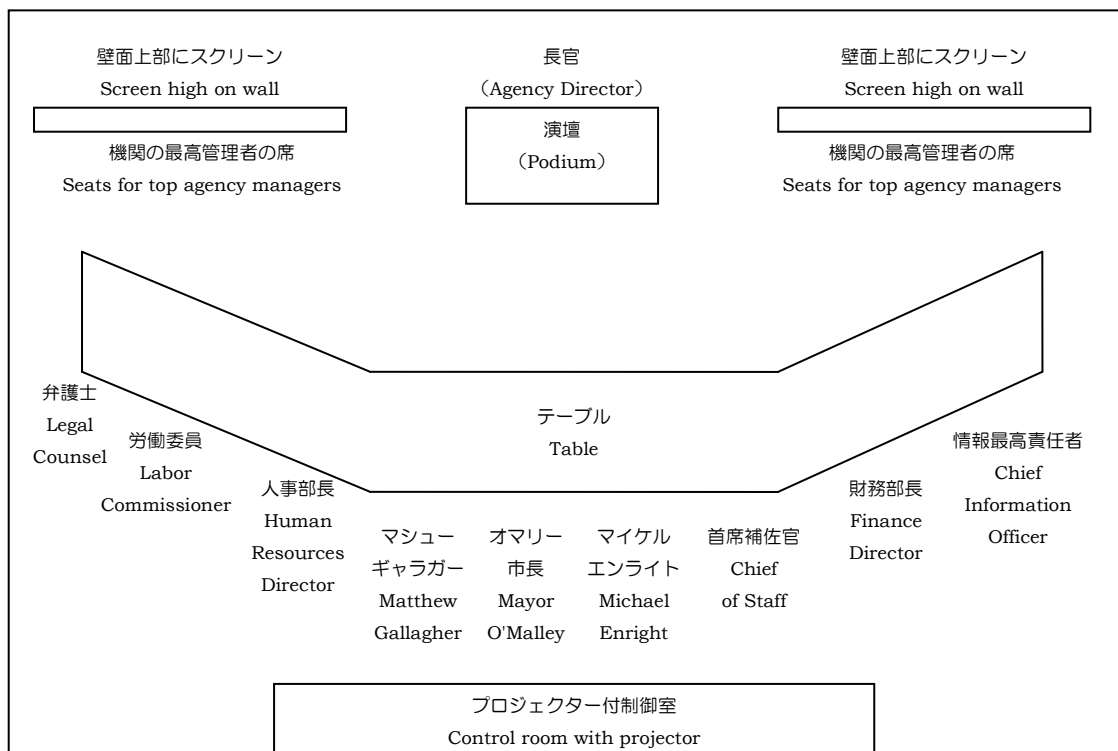 壁面上部にスクリーン
Screen high on wall
機関の最高管理者の席
Seats for top agency managers
長官
（Agency Director）
演壇
（Podium）
壁面上部にスクリーン
Screen high on wall
機関の最高管理者の席
Seats for top agency managers
テーブル
Table
弁護士
Legal
Counsel
労働委員
Labor
Commissioner
人事部長
Human
Resources
Director
マシュー
ギャラガー
Matthew
Gallagher
オマリー
市長
Mayor
O'Malley
マイケル
エンライト
Michael
Enright
首席補佐官
Chief
of Staff
財務部長
Finance
Director
情報最高責任者
Chief
Information
Officer
プロジェクター付制御室
Control room with projector